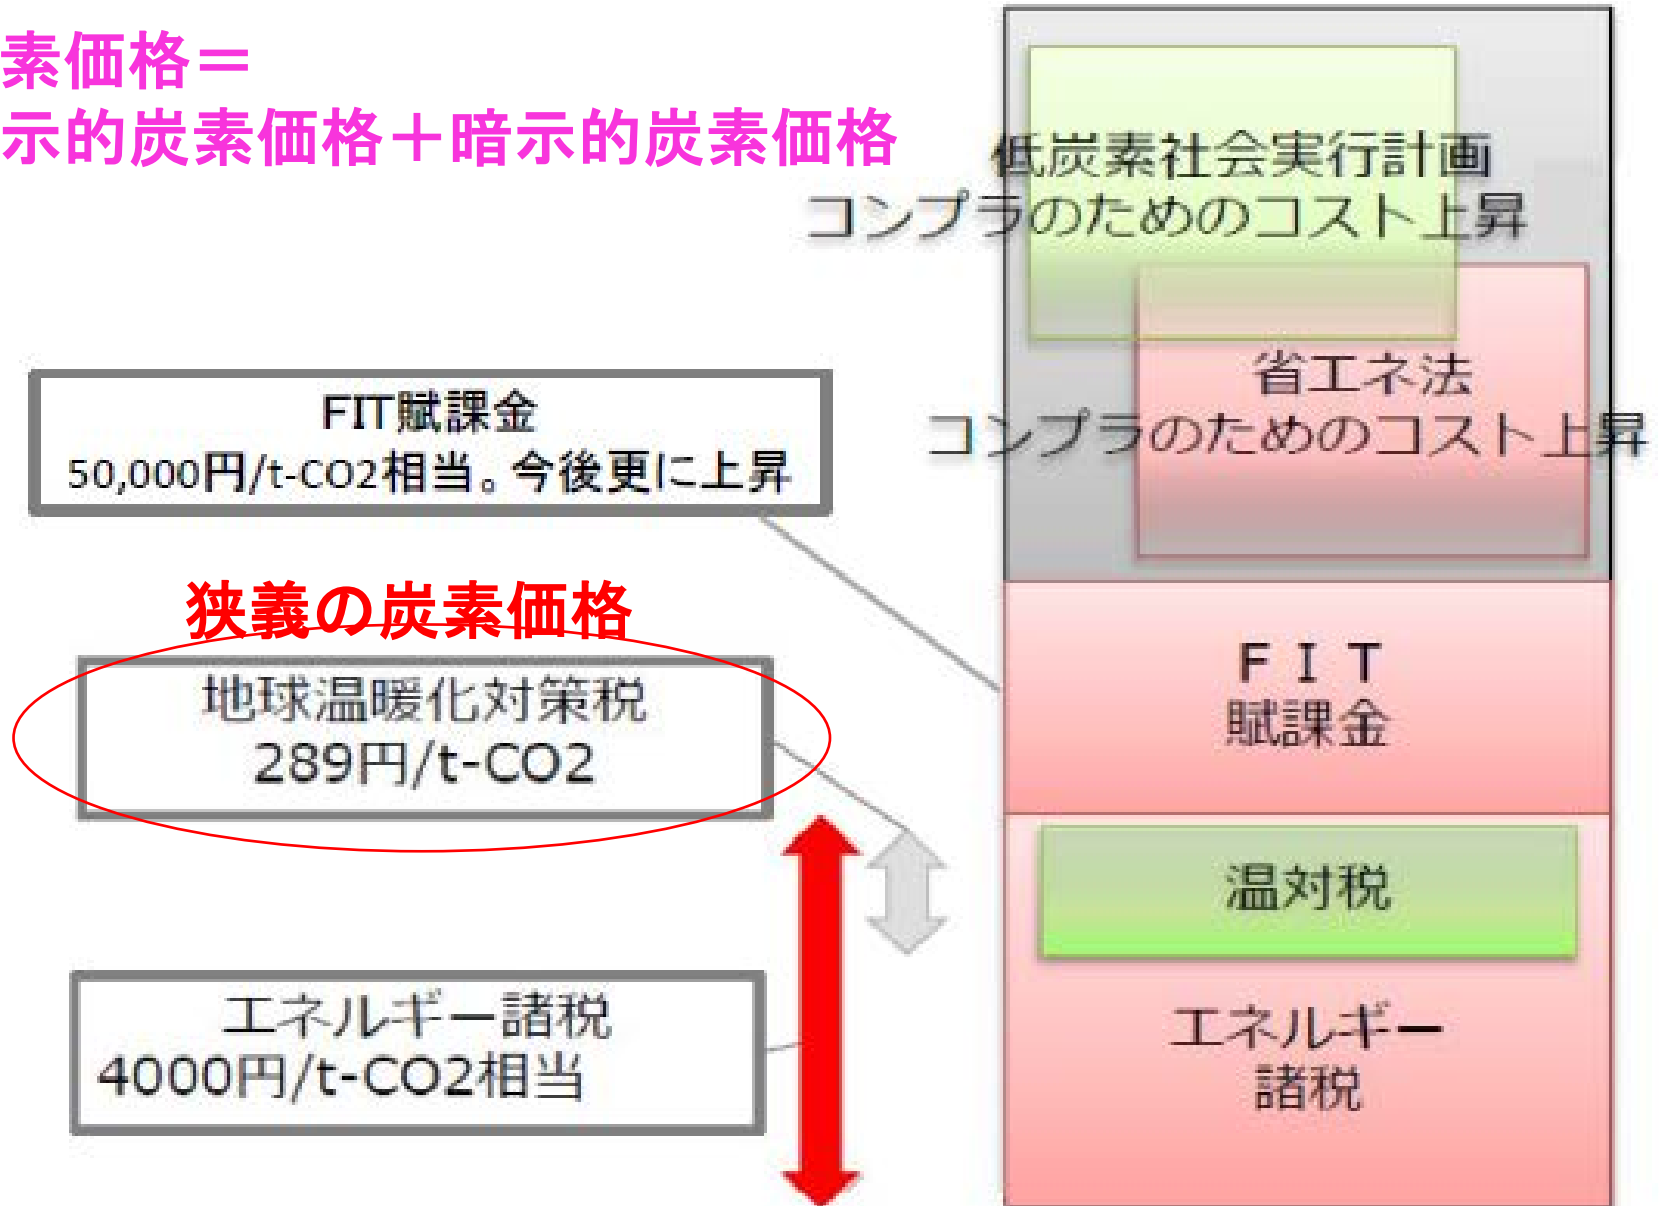 素価格＝
示的炭素価格＋暗示的炭素価格
低炭素社会実行計画
コンプラのためのコスト上昇
省エネ法
コンプラのためのコスト上昇
FIT賦課金
50,000円/t-CO2相当。今後更に上昇
狭義の炭素価格
地球温暖化対策税
289円/t-CO2
ＦＩＴ
賦課金
温対税
エネルギー諸税
4000円/t-CO2相当
エネルギー
諸税